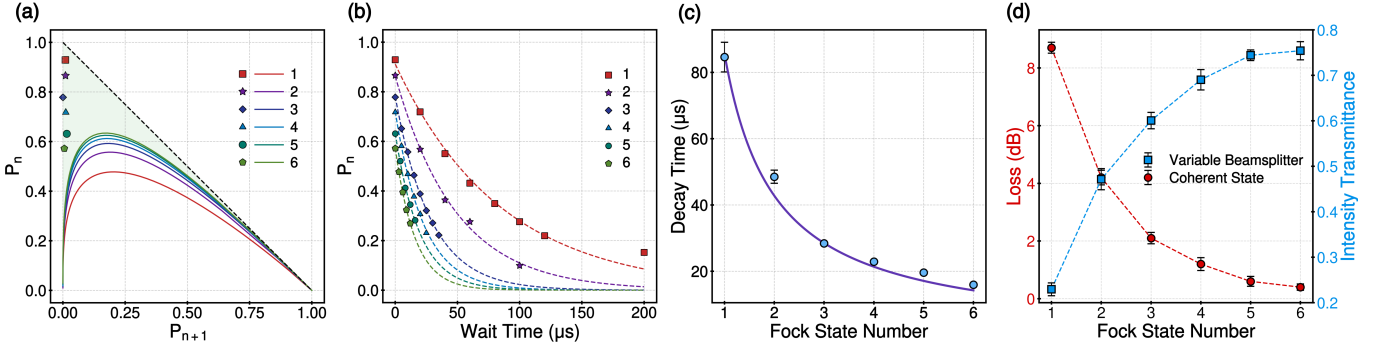 (a)
P_n
1.0
0.8
0.6
0.4
0.2
0.0
0.00 0.25 0.50 0.75 1.00
P_{n+1}
1
2
3
4
5
6
(b)
P_n
1.0
0.8
0.6
0.4
0.2
0.0
0 50 100 150 200
Wait Time (μs)
1
2
3
4
5
6
(c)
Decay Time (μs)
80
60
40
20
1 2 3 4 5 6
Fock State Number
(d)
Loss (dB)
8
6
4
2
0
1 2 3 4 5 6
Fock State Number
Variable Beamsplitter
Coherent State
0.8
0.7
0.6
0.5
0.4
0.3
0.2
Intensity Transmittance